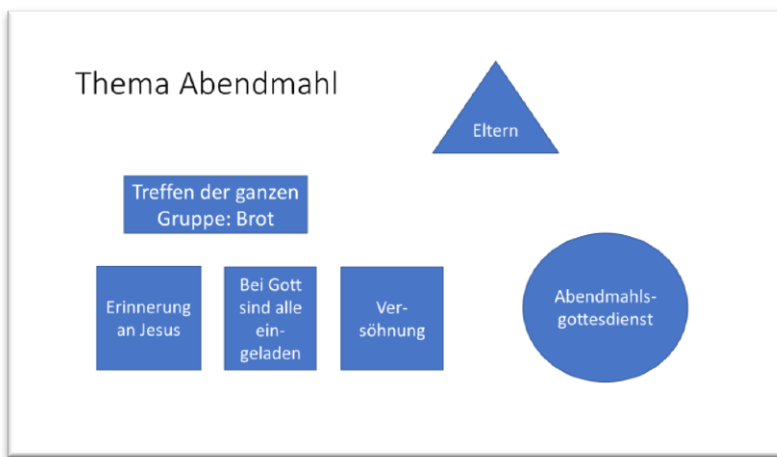 Thema Abendmahl
Eltern
Treffen der ganzen
Gruppe: Brot
Erinnerung
an Jesus
Bei Gott
sind alle
ein-
geladen
Ver-
söhnung
Abendmahls-
gottesdienst